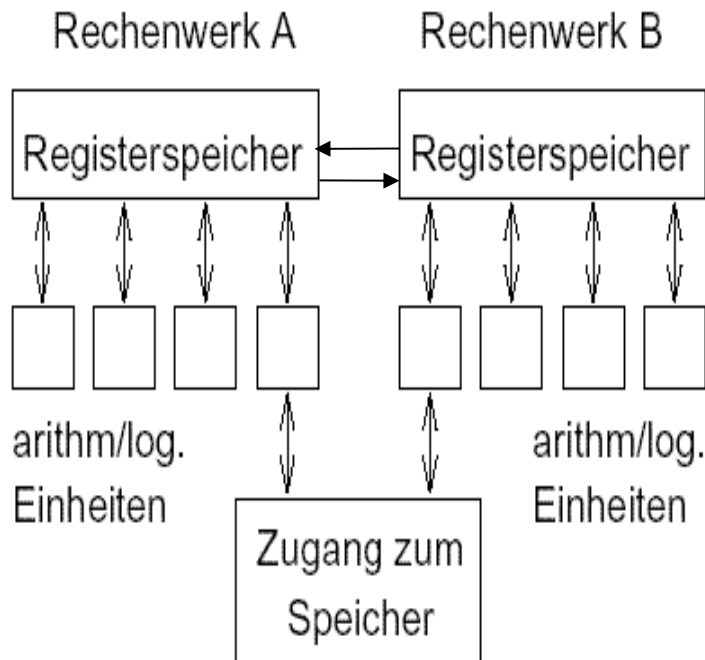 Rechenwerk A
Rechenwerk B
Registerspeicher
Registerspeicher
arithm/log.
Einheiten
arithm/log.
Einheiten
Zugang zum
Speicher